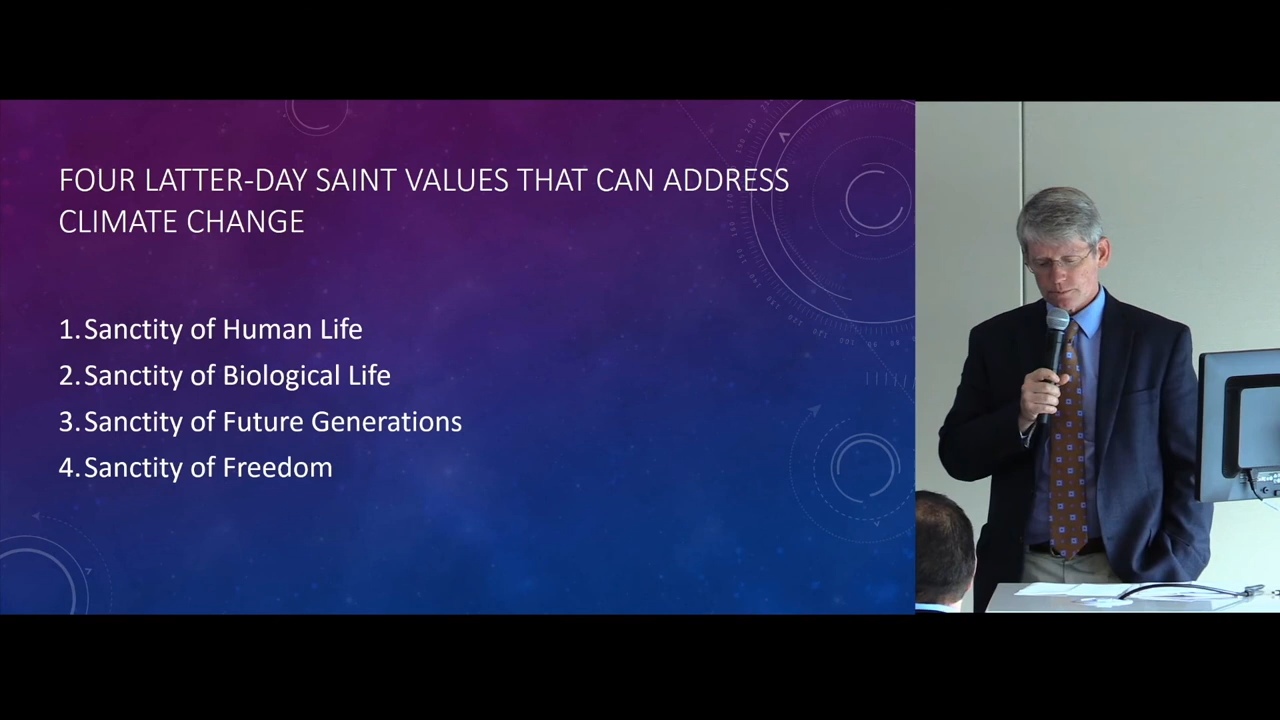 FOUR LATTER-DAY SAINT VALUES THAT CAN ADDRESS
CLIMATE CHANGE
1. Sanctity of Human Life
2. Sanctity of Biological Life
3. Sanctity of Future Generations
4. Sanctity of Freedom